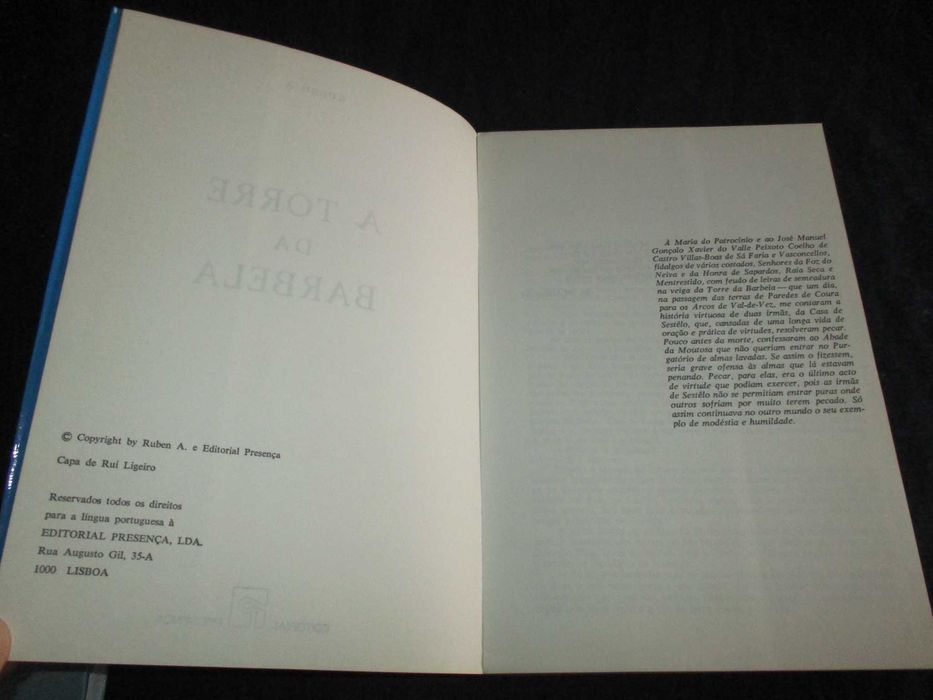 A TORRE
DA
BARBELA
© Copyright by Ruben A. e Editorial Presença
Capa de Rui Ligeiro
Reservados todos os direitos
para a língua portuguesa à
EDITORIAL PRESENÇA, LDA.
Rua Augusto Gil, 35-A
1000 LISBOA
EDITORIAL PRESENÇA
À Maria do Patrocínio e ao José Manuel
Gonçalo Xavier do Valle Peixoto Coelho de
Castro Villas-Boas de Sá Faria e Vasconcellos,
fidalgos de vários costados, Senhores da Foz do
Neiva e da Honra de Sapardos, Raia Seca e
Mentrestido, com feudo de leiras de semeadura
na veiga da Torre da Barbela — que um dia,
na passagem das terras de Paredes de Coura
para os Arcos de Val-de-Vez, me contaram a
história virtuosa de duas irmãs, da Casa de
Sestêlo, que, cansadas de uma longa vida de
oração e prática de virtudes, resolveram pecar.
Pouco antes da morte, confessaram ao Abade
da Moutosa que não queriam entrar no Pur-
gatório de almas lavadas. Se assim o fizessem,
seria grave ofensa às almas que lá estavam
penando. Pecar, para elas, era o último acto
de virtude que podiam exercer, pois as irmãs
de Sestêlo não se permitiam entrar puras onde
outros sofriam por muito terem pecado. Só
assim continuava no outro mundo o seu exem-
plo de modéstia e humildade.